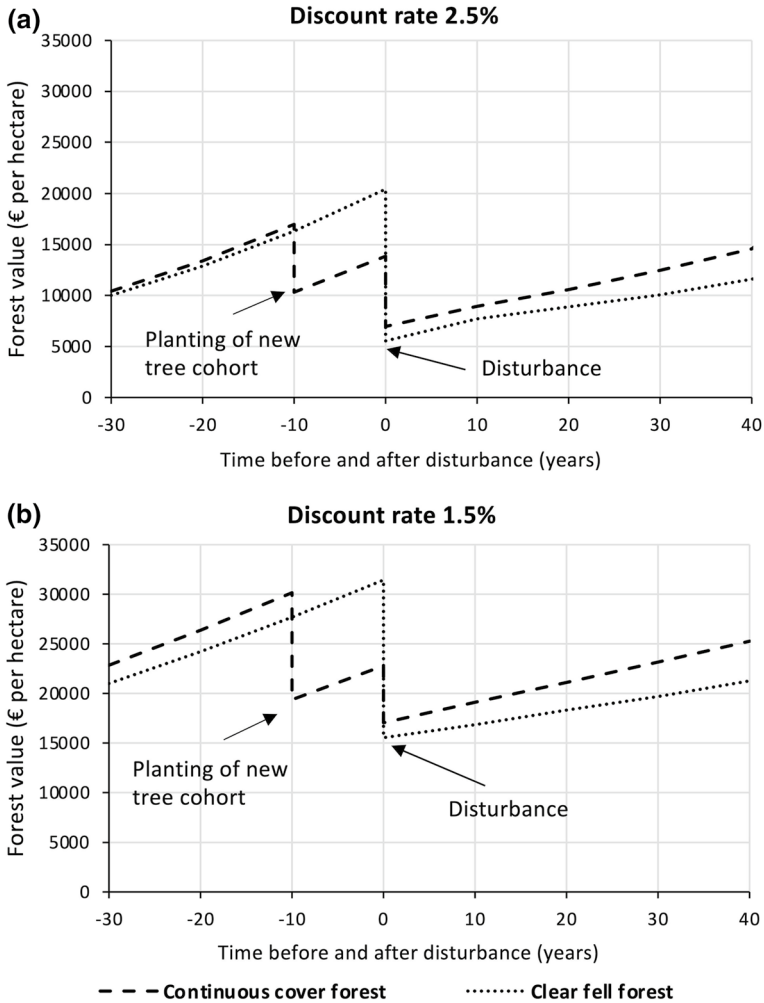 (a)
Discount rate 2.5%
Forest value (€ per hectare)
35000
30000
25000
20000
15000
10000
5000
0
Planting of new
tree cohort
Disturbance
-30 -20 -10 0 10 20 30 40
Time before and after disturbance (years)
(b)
Discount rate 1.5%
Forest value (€ per hectare)
35000
30000
25000
20000
15000
10000
5000
0
Planting of new
tree cohort
Disturbance
-30 -20 -10 0 10 20 30 40
Time before and after disturbance (years)
Continuous cover forest Clear fell forest